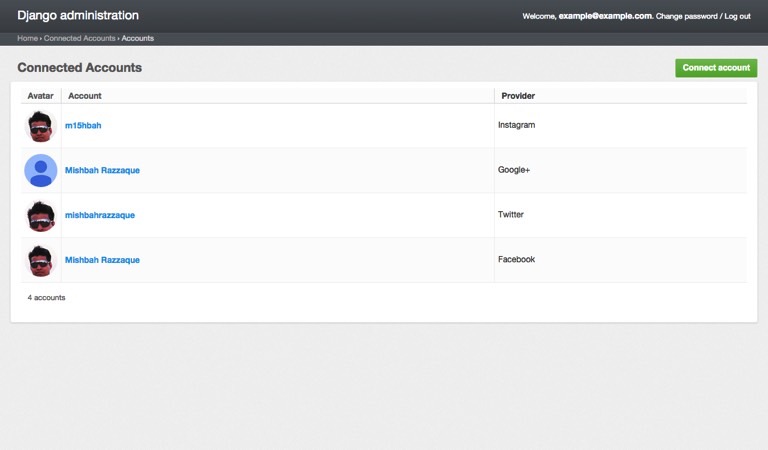 Django administration
Welcome, example@example.com. Change password / Log out
Home › Connected Accounts › Accounts
Connected Accounts
Connect account
Avatar Account Provider
m15hbah Instagram
Mishbah Razzaque Google+
mishbahrazzaque Twitter
Mishbah Razzaque Facebook
4 accounts